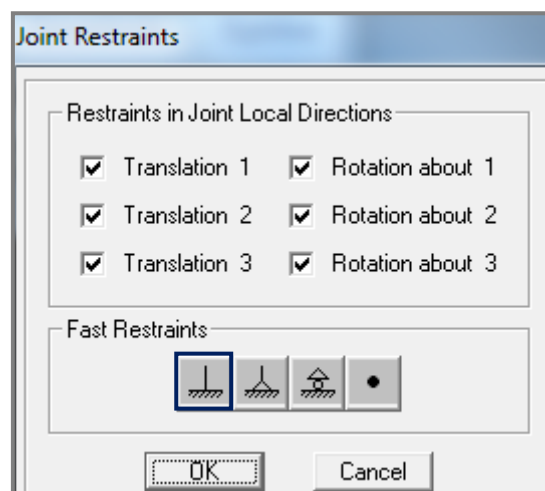 Joint Restraints
Restraints in Joint Local Directions
Translation 1 Rotation about 1
Translation 2 Rotation about 2
Translation 3 Rotation about 3
Fast Restraints
OK Cancel